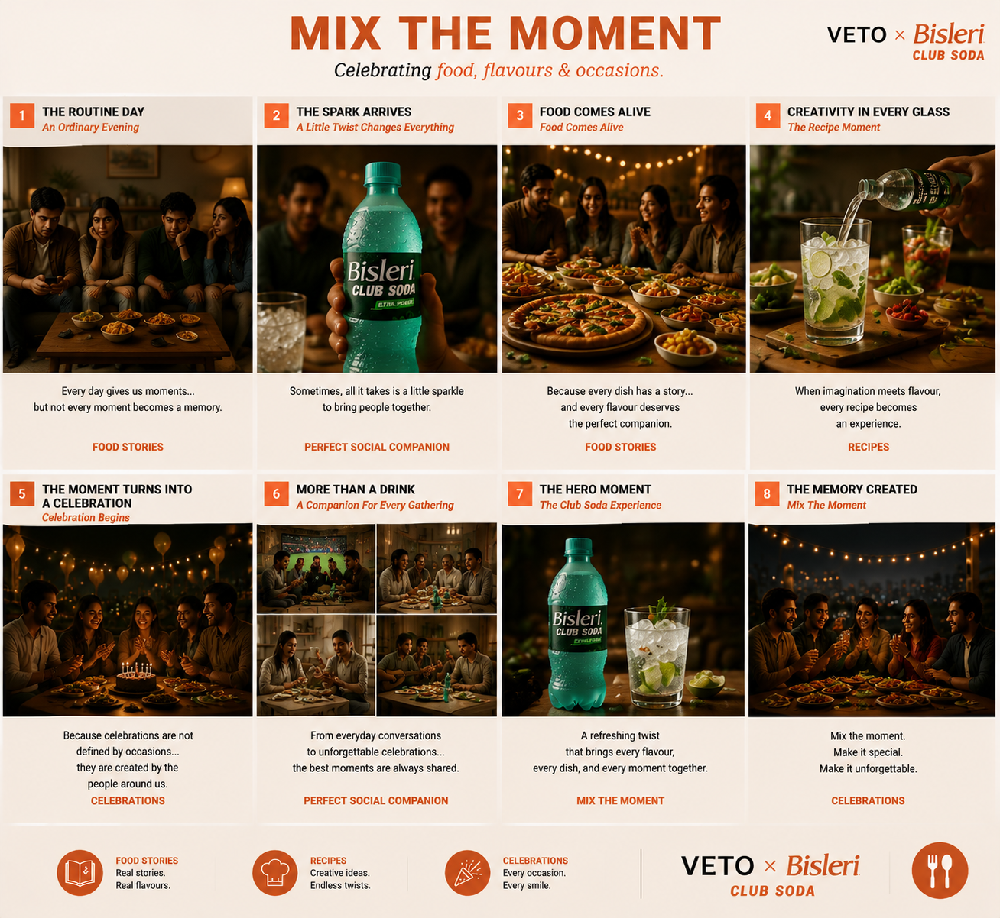 MIX THE MOMENT
Celebrating food, flavours & occasions.
VETO × Bisleri
CLUB SODA
1
THE ROUTINE DAY
An Ordinary Evening
Every day gives us moments...
but not every moment becomes a memory.
FOOD STORIES
2
THE SPARK ARRIVES
A Little Twist Changes Everything
Bisleri
CLUB SODA
Sometimes, all it takes is a little sparkle
to bring people together.
PERFECT SOCIAL COMPANION
3
FOOD COMES ALIVE
Food Comes Alive
Because every dish has a story...
and every flavour deserves
the perfect companion.
FOOD STORIES
4
CREATIVITY IN EVERY GLASS
The Recipe Moment
When imagination meets flavour,
every recipe becomes
an experience.
RECIPES
5
THE MOMENT TURNS INTO
A CELEBRATION
Celebration Begins
Because celebrations are not
defined by occasions...
they are created by the
people around us.
CELEBRATIONS
6
MORE THAN A DRINK
A Companion For Every Gathering
From everyday conversations
to unforgettable celebrations...
the best moments are always shared.
PERFECT SOCIAL COMPANION
7
THE HERO MOMENT
The Club Soda Experience
Bisleri
CLUB SODA
A refreshing twist
that brings every flavour,
every dish, and every moment together.
MIX THE MOMENT
8
THE MEMORY CREATED
Mix The Moment
Mix the moment.
Make it special.
Make it unforgettable.
CELEBRATIONS
FOOD STORIES
Real stories.
Real flavours.
RECIPES
Creative ideas.
Endless twists.
CELEBRATIONS
Every occasion.
Every smile.
VETO × Bisleri
CLUB SODA